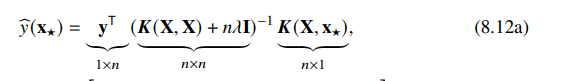 ŷ(x⋆) = yᵀ (K(X, X) + nλI)⁻¹ K(X, x⋆), (8.12a)
1×n n×n n×1